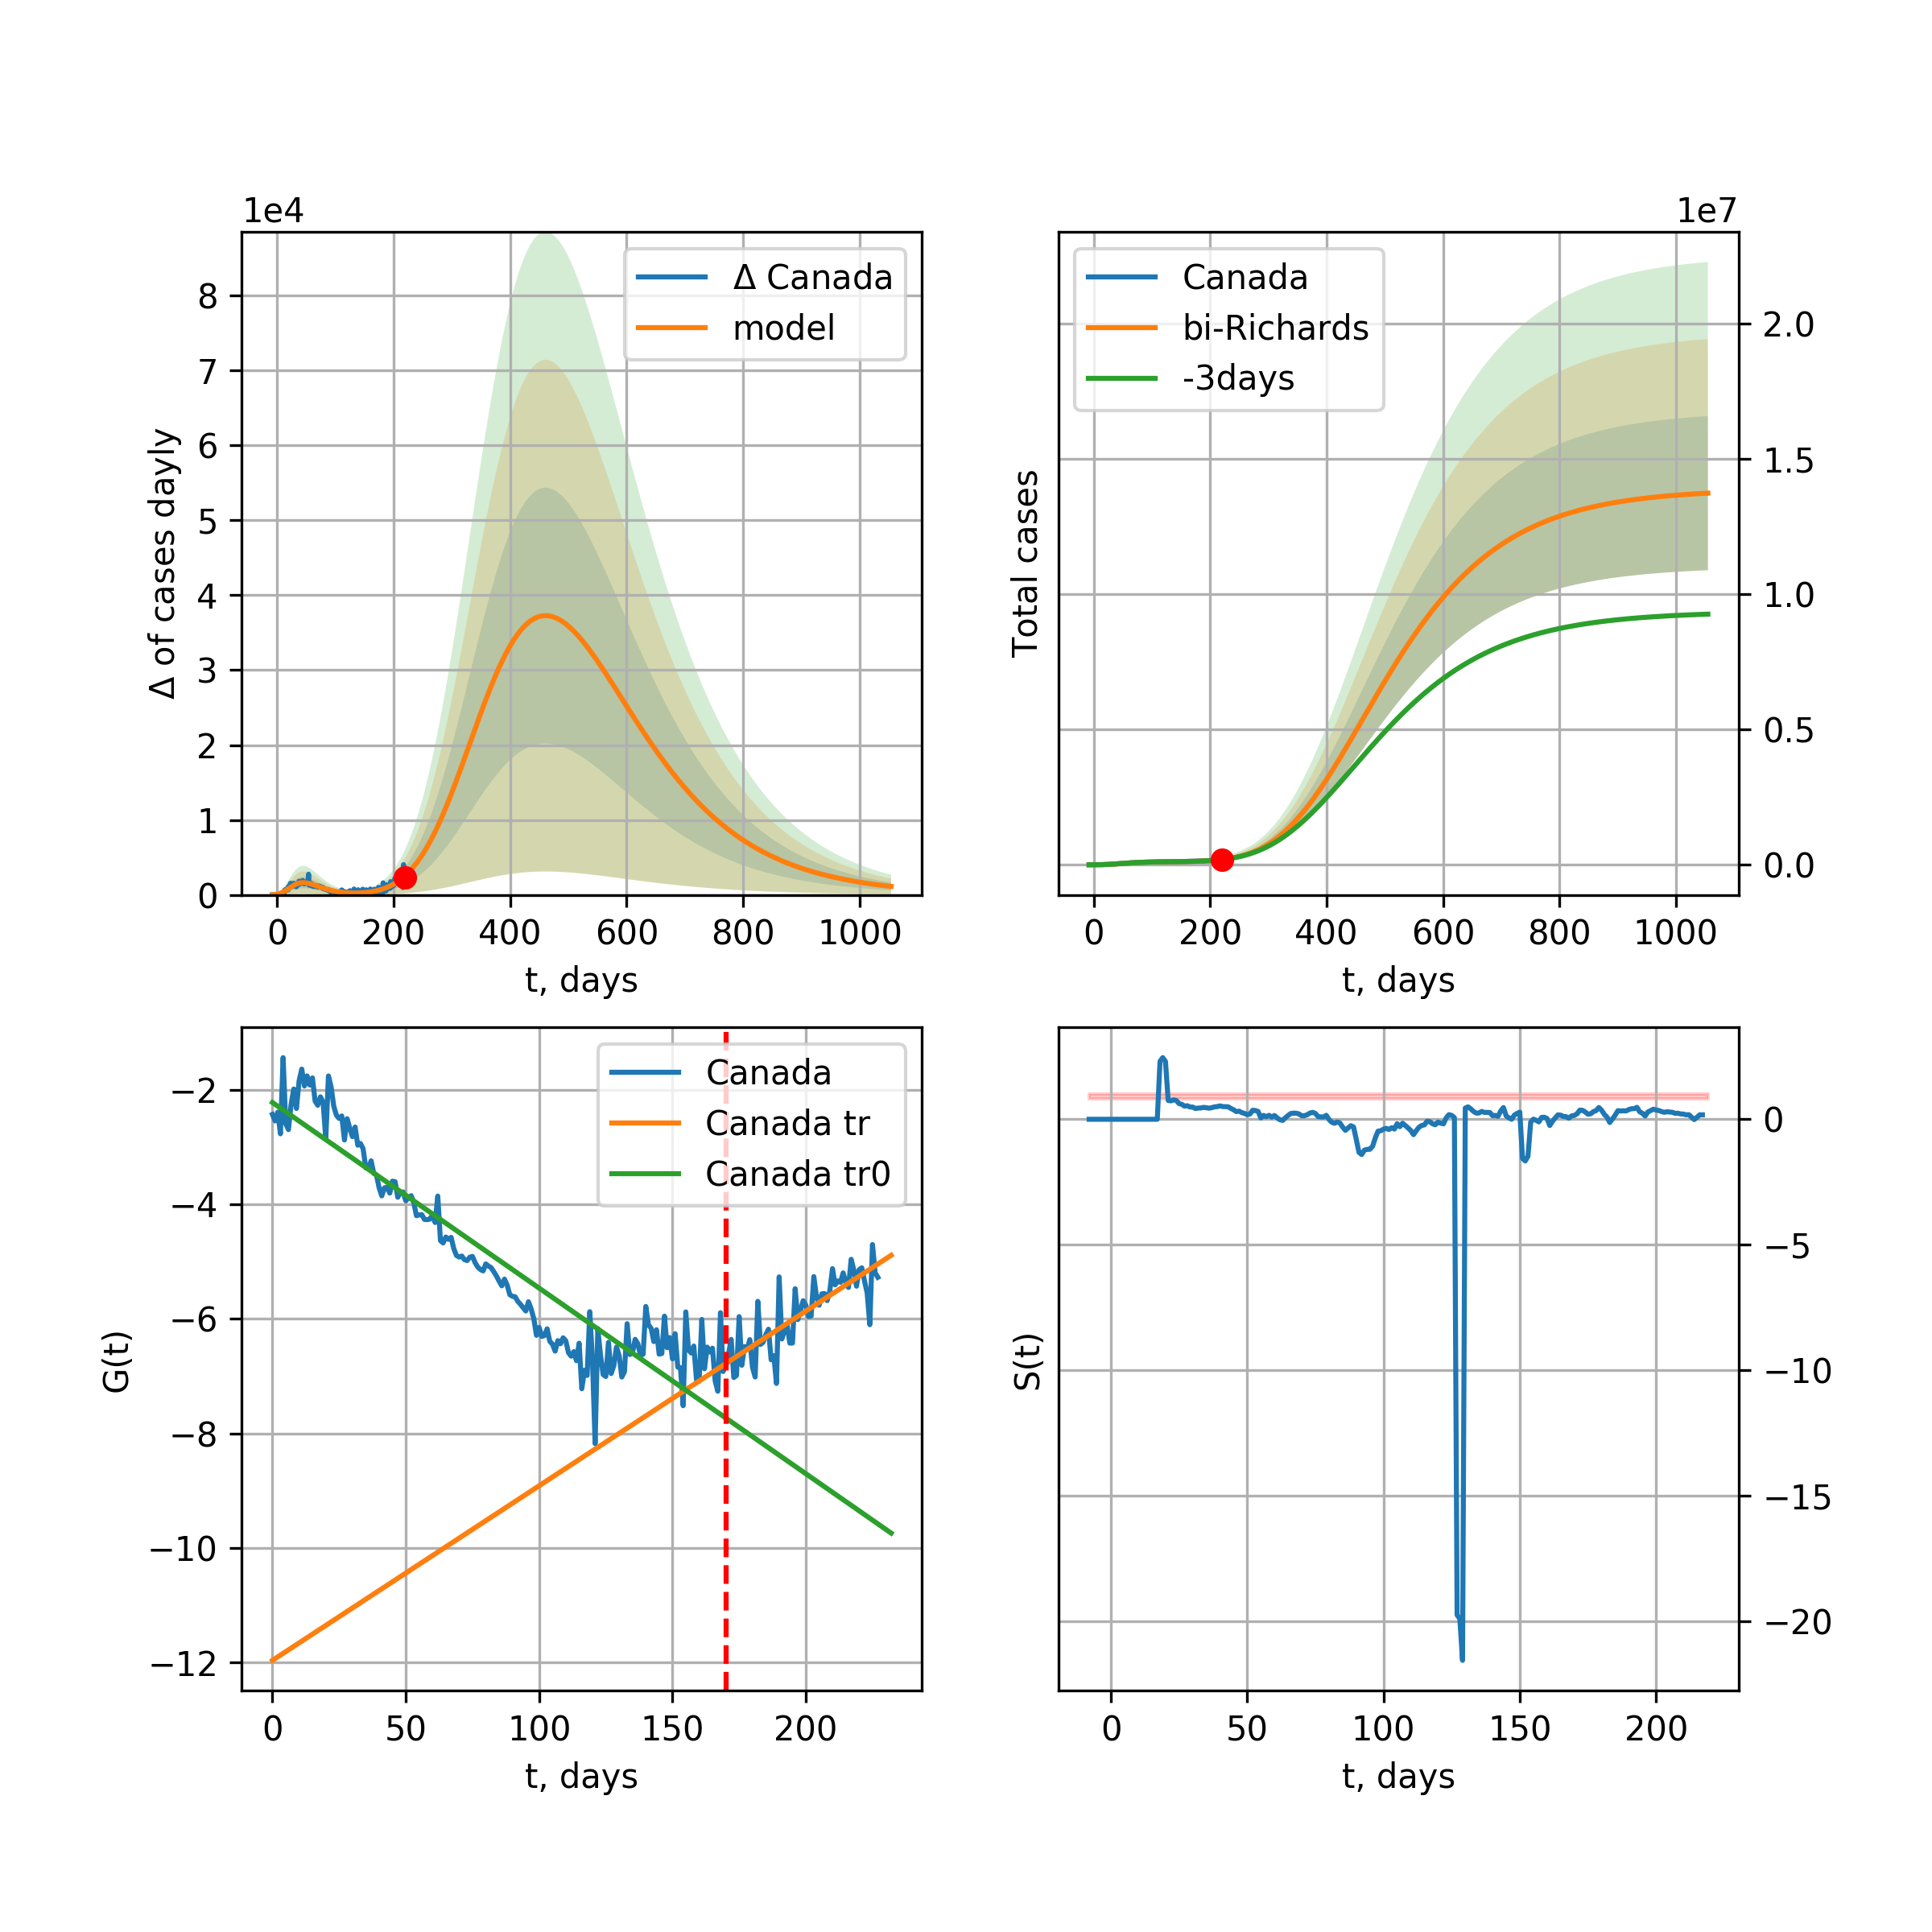 1e4
Δ of cases dayly
8
7
6
5
4
3
2
1
0
0 200 400 600 800 1000
t, days
Δ Canada
model
1e7
Total cases
2.0
1.5
1.0
0.5
0.0
0 200 400 600 800 1000
t, days
Canada
bi-Richards
-3days
G(t)
−2
−4
−6
−8
−10
−12
0 50 100 150 200
t, days
Canada
Canada tr
Canada tr0
S(t)
0
−5
−10
−15
−20
0 50 100 150 200
t, days